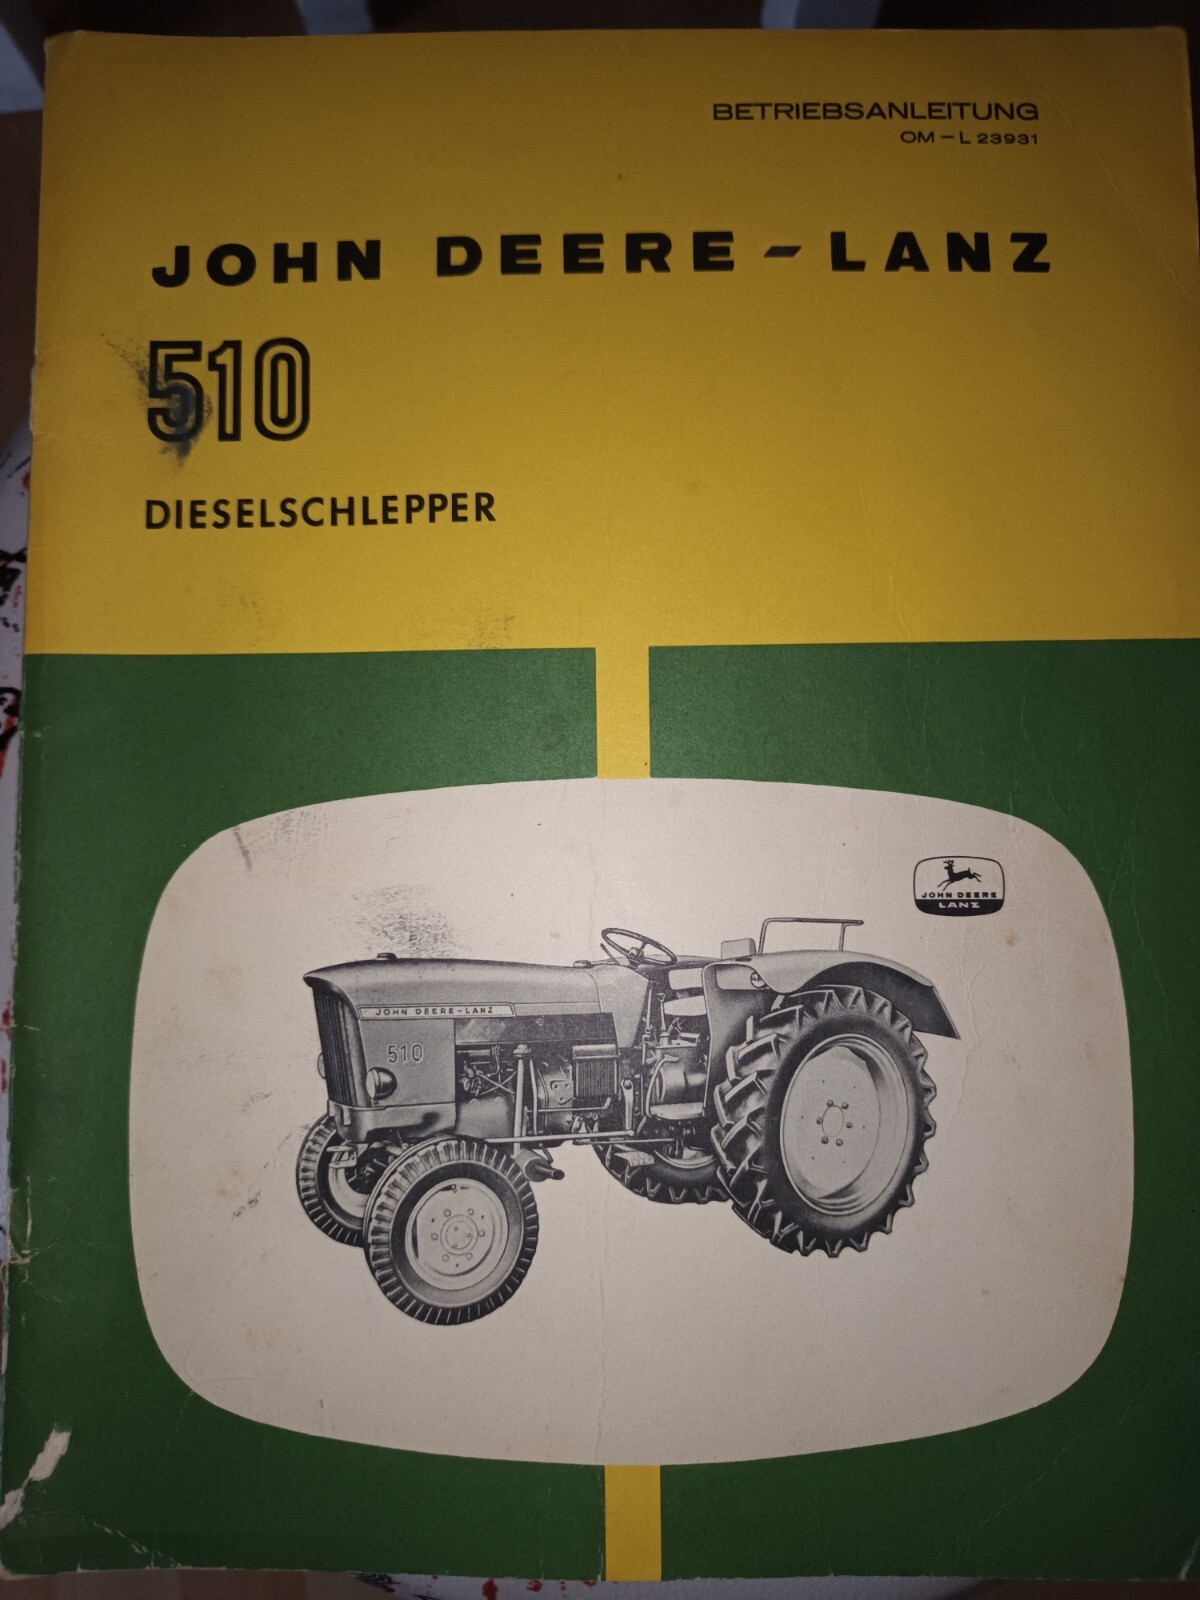 BETRIEBSANLEITUNG
OM-L 23931
JOHN DEERE-LANZ
510
DIESELSCHLEPPER
JOHN DEERE
LANZ
JOHN DEERE-LANZ
510